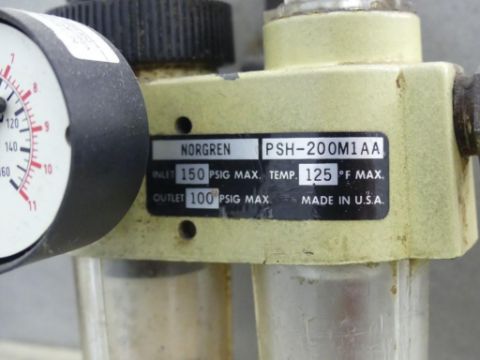 NORGREN PSH-200M1AA
INLET 150 PSIG MAX. TEMP. 125 °F MAX.
OUTLET 100 PSIG MAX. MADE IN U.S.A.
7
8
9
10
11
120
140
160